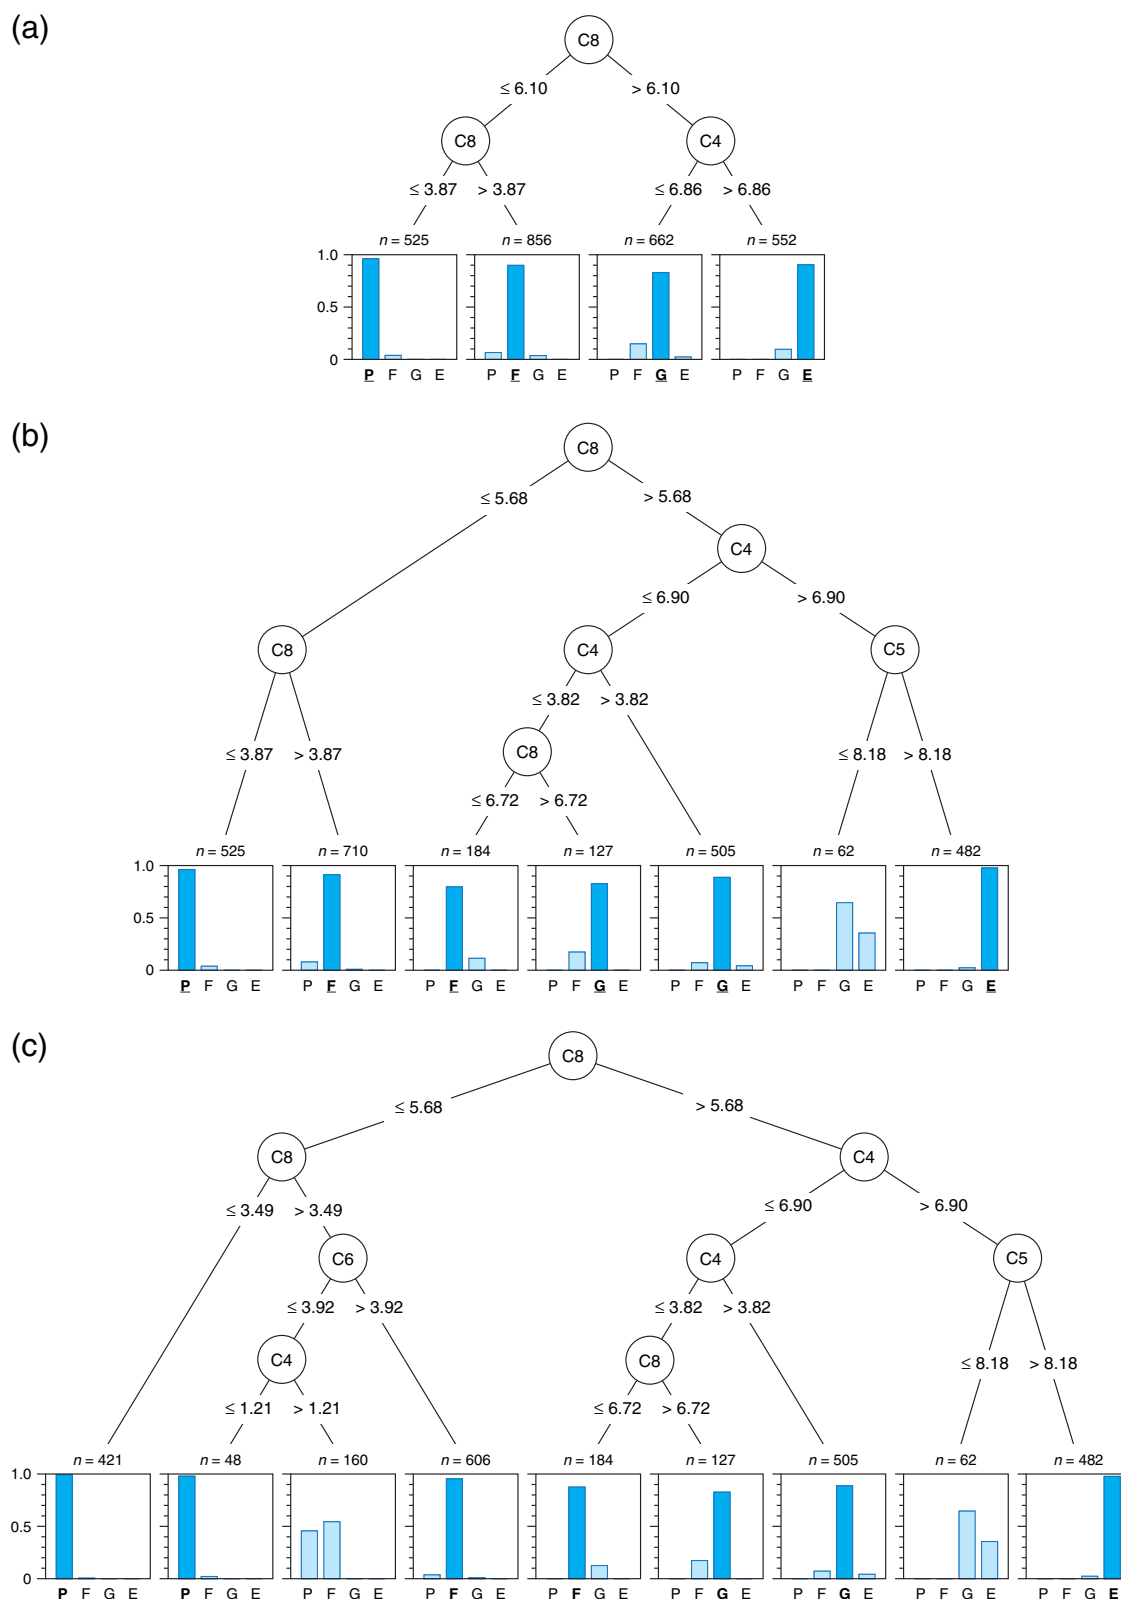 (a)
C8
≤ 6.10 > 6.10
C8 C4
≤ 3.87 > 3.87 ≤ 6.86 > 6.86
n = 525 n = 856 n = 662 n = 552
1.0
0.5
0
P F G E P F G E P F G E P F G E
(b)
C8
≤ 5.68 > 5.68
C4
≤ 6.90 > 6.90
C8 C4 C5
≤ 3.82 > 3.82
C8
≤ 3.87 > 3.87 ≤ 8.18 > 8.18
≤ 6.72 > 6.72
n = 525 n = 710 n = 184 n = 127 n = 505 n = 62 n = 482
1.0
0.5
0
P F G E P F G E P F G E P F G E P F G E P F G E P F G E
(c)
C8
≤ 5.68 > 5.68
C8 C4
≤ 3.49 > 3.49 ≤ 6.90 > 6.90
C6 C4 C5
≤ 3.92 > 3.92 ≤ 3.82 > 3.82
C4 C8
≤ 8.18 > 8.18
≤ 1.21 > 1.21 ≤ 6.72 > 6.72
n = 421 n = 48 n = 160 n = 606 n = 184 n = 127 n = 505 n = 62 n = 482
1.0
0.5
0
P F G E P F G E P F G E P F G E P F G E P F G E P F G E P F G E P F G E